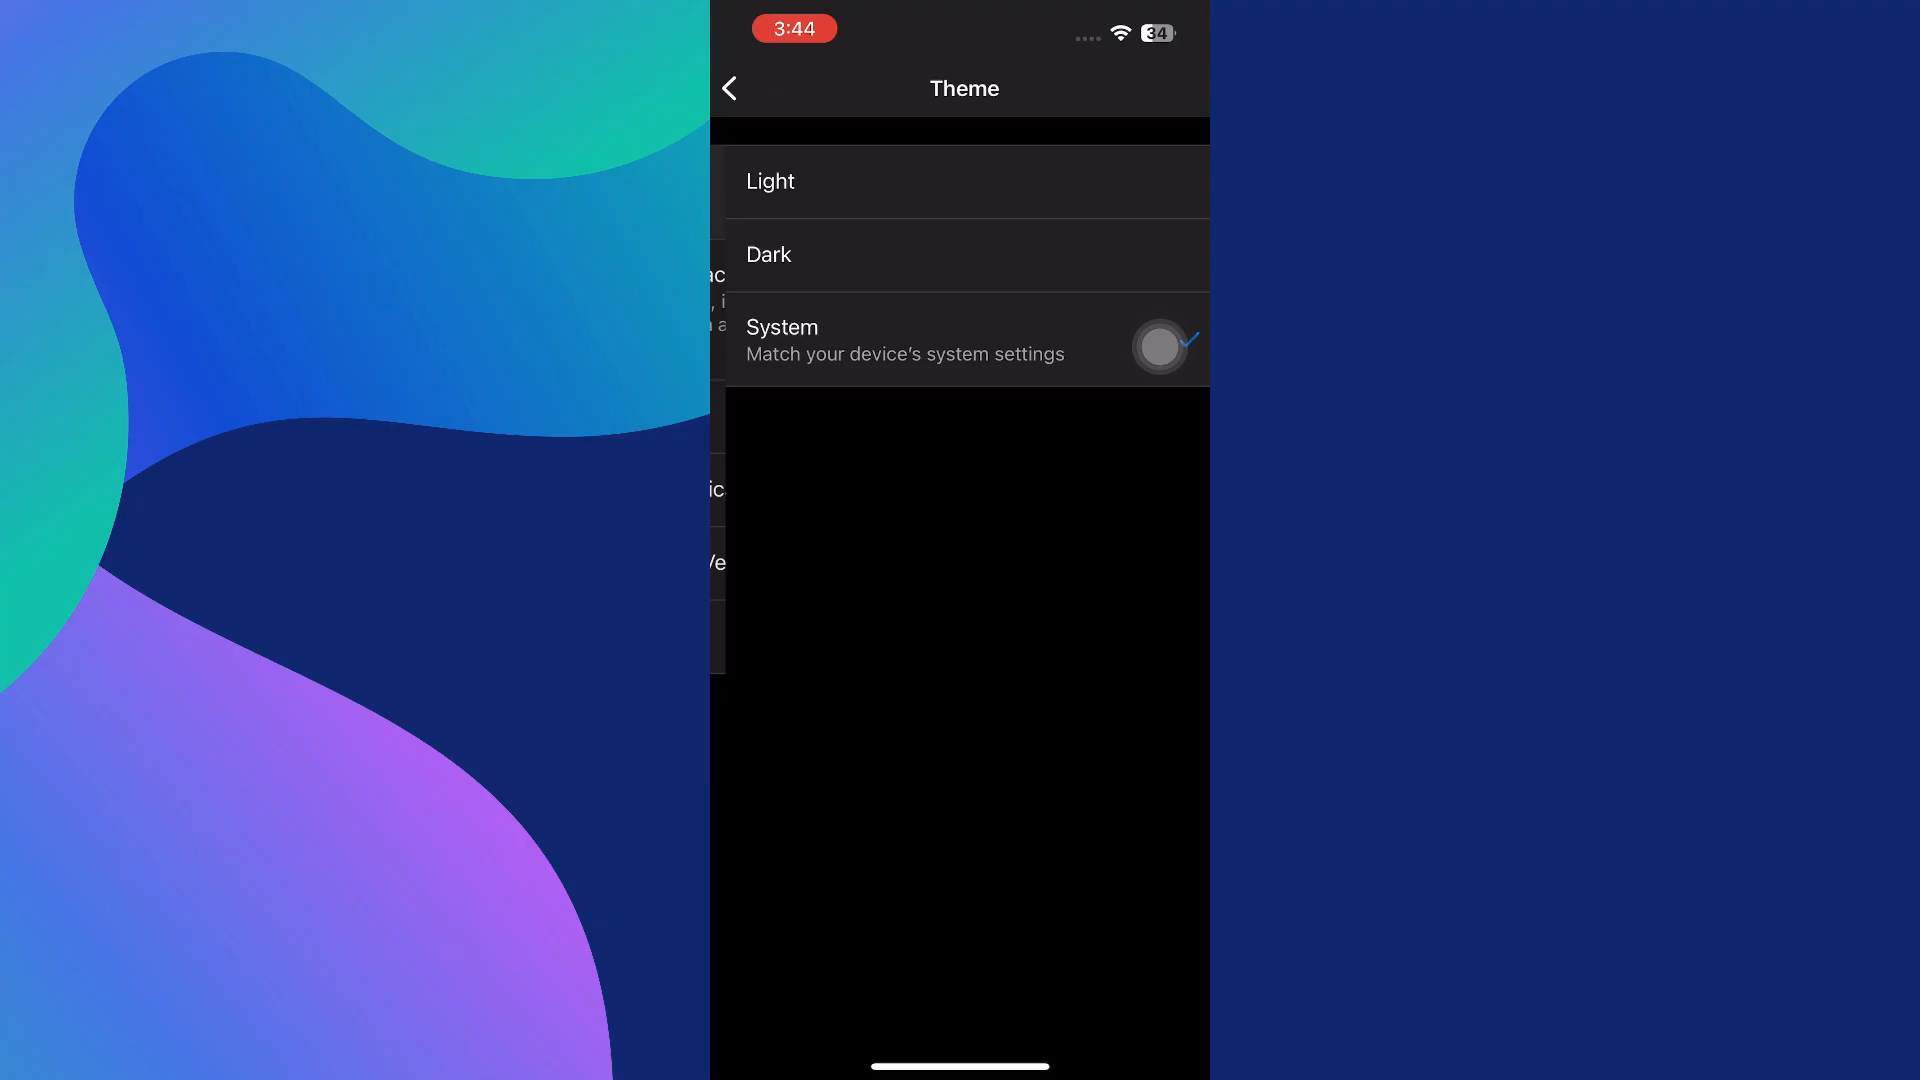 3:44
34
Theme
Light
Dark
System
Match your device's system settings